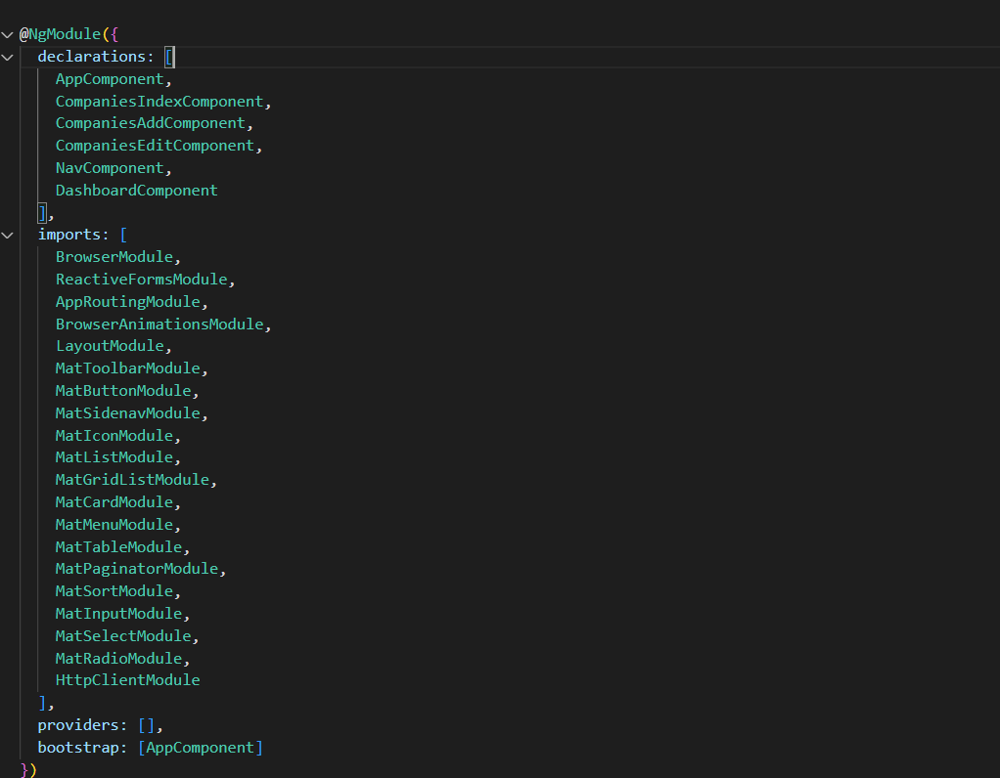 @NgModule({
declarations: [
AppComponent,
CompaniesIndexComponent,
CompaniesAddComponent,
CompaniesEditComponent,
NavComponent,
DashboardComponent
],
imports: [
BrowserModule,
ReactiveFormsModule,
AppRoutingModule,
BrowserAnimationsModule,
LayoutModule,
MatToolbarModule,
MatButtonModule,
MatSidenavModule,
MatIconModule,
MatListModule,
MatGridListModule,
MatCardModule,
MatMenuModule,
MatTableModule,
MatPaginatorModule,
MatSortModule,
MatInputModule,
MatSelectModule,
MatRadioModule,
HttpClientModule
],
providers: [],
bootstrap: [AppComponent]
})